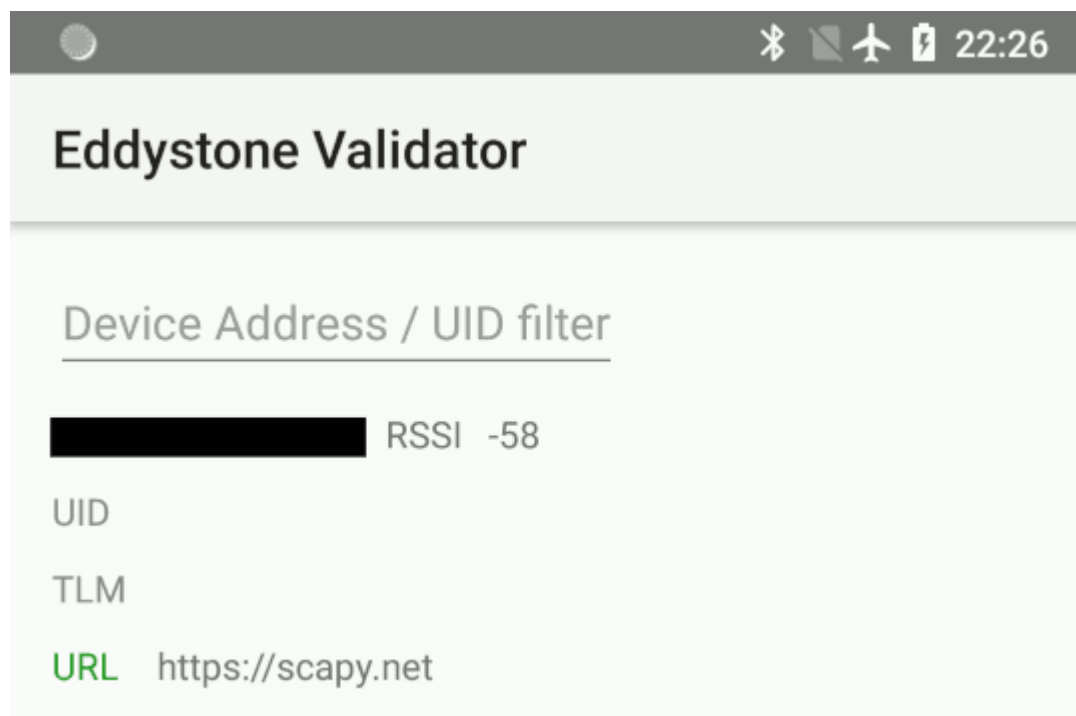 22:26
Eddystone Validator
Device Address / UID filter
RSSI -58
UID
TLM
URL https://scapy.net